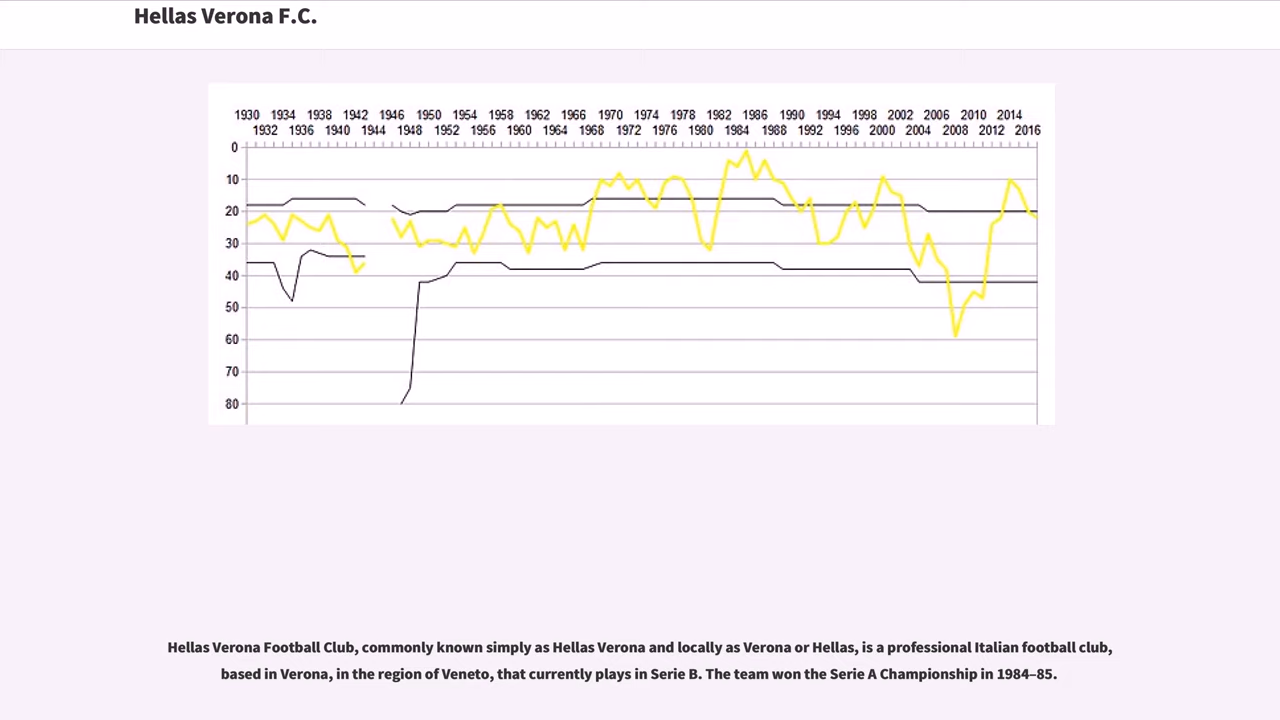 Hellas Verona F.C.
1930 1934 1938 1942 1946 1950 1954 1958 1962 1966 1970 1974 1978 1982 1986 1990 1994 1998 2002 2006 2010 2014
1932 1936 1940 1944 1948 1952 1956 1960 1964 1968 1972 1976 1980 1984 1988 1992 1996 2000 2004 2008 2012 2016
0
10
20
30
40
50
60
70
80
Hellas Verona Football Club, commonly known simply as Hellas Verona and locally as Verona or Hellas, is a professional Italian football club,
based in Verona, in the region of Veneto, that currently plays in Serie B. The team won the Serie A Championship in 1984–85.